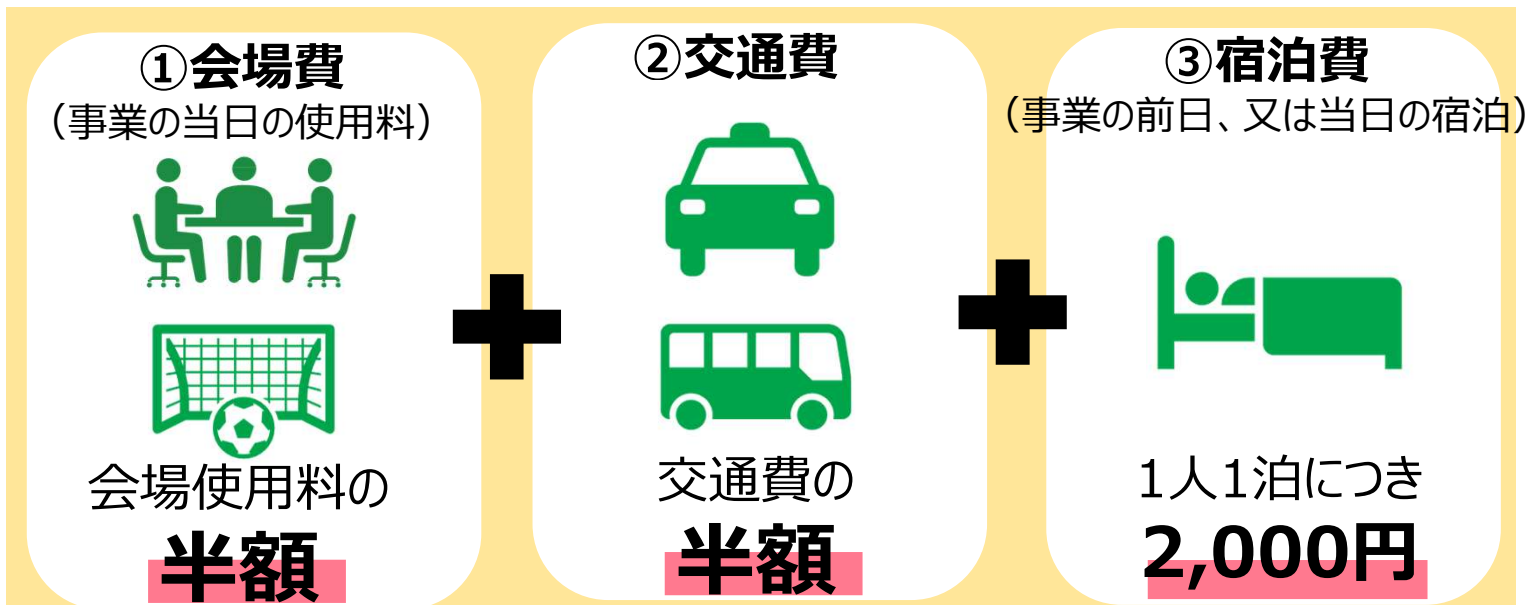 ①会場費
（事業の当日の使用料）
会場使用料の
半額
②交通費
交通費の
半額
③宿泊費
（事業の前日、又は当日の宿泊）
1人1泊につき
2,000円